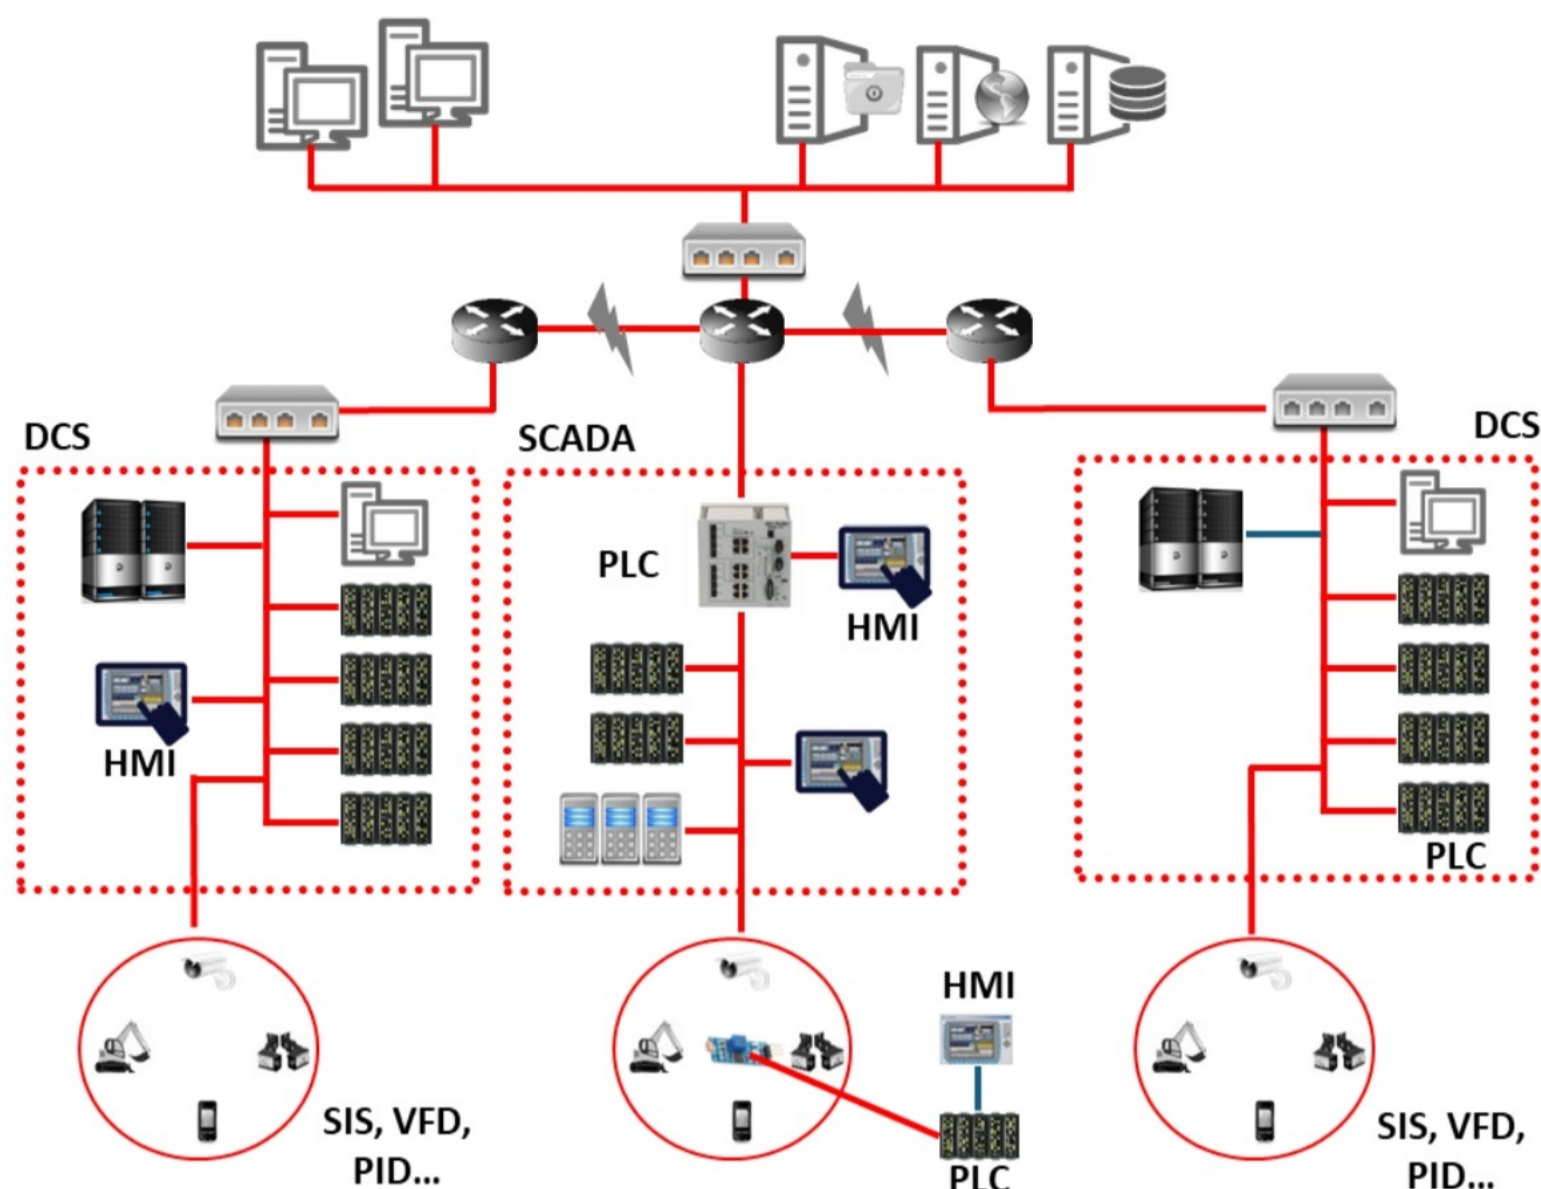 DCS
SCADA
DCS
PLC
HMI
HMI
PLC
HMI
SIS, VFD,
PID...
PLC
SIS, VFD,
PID...